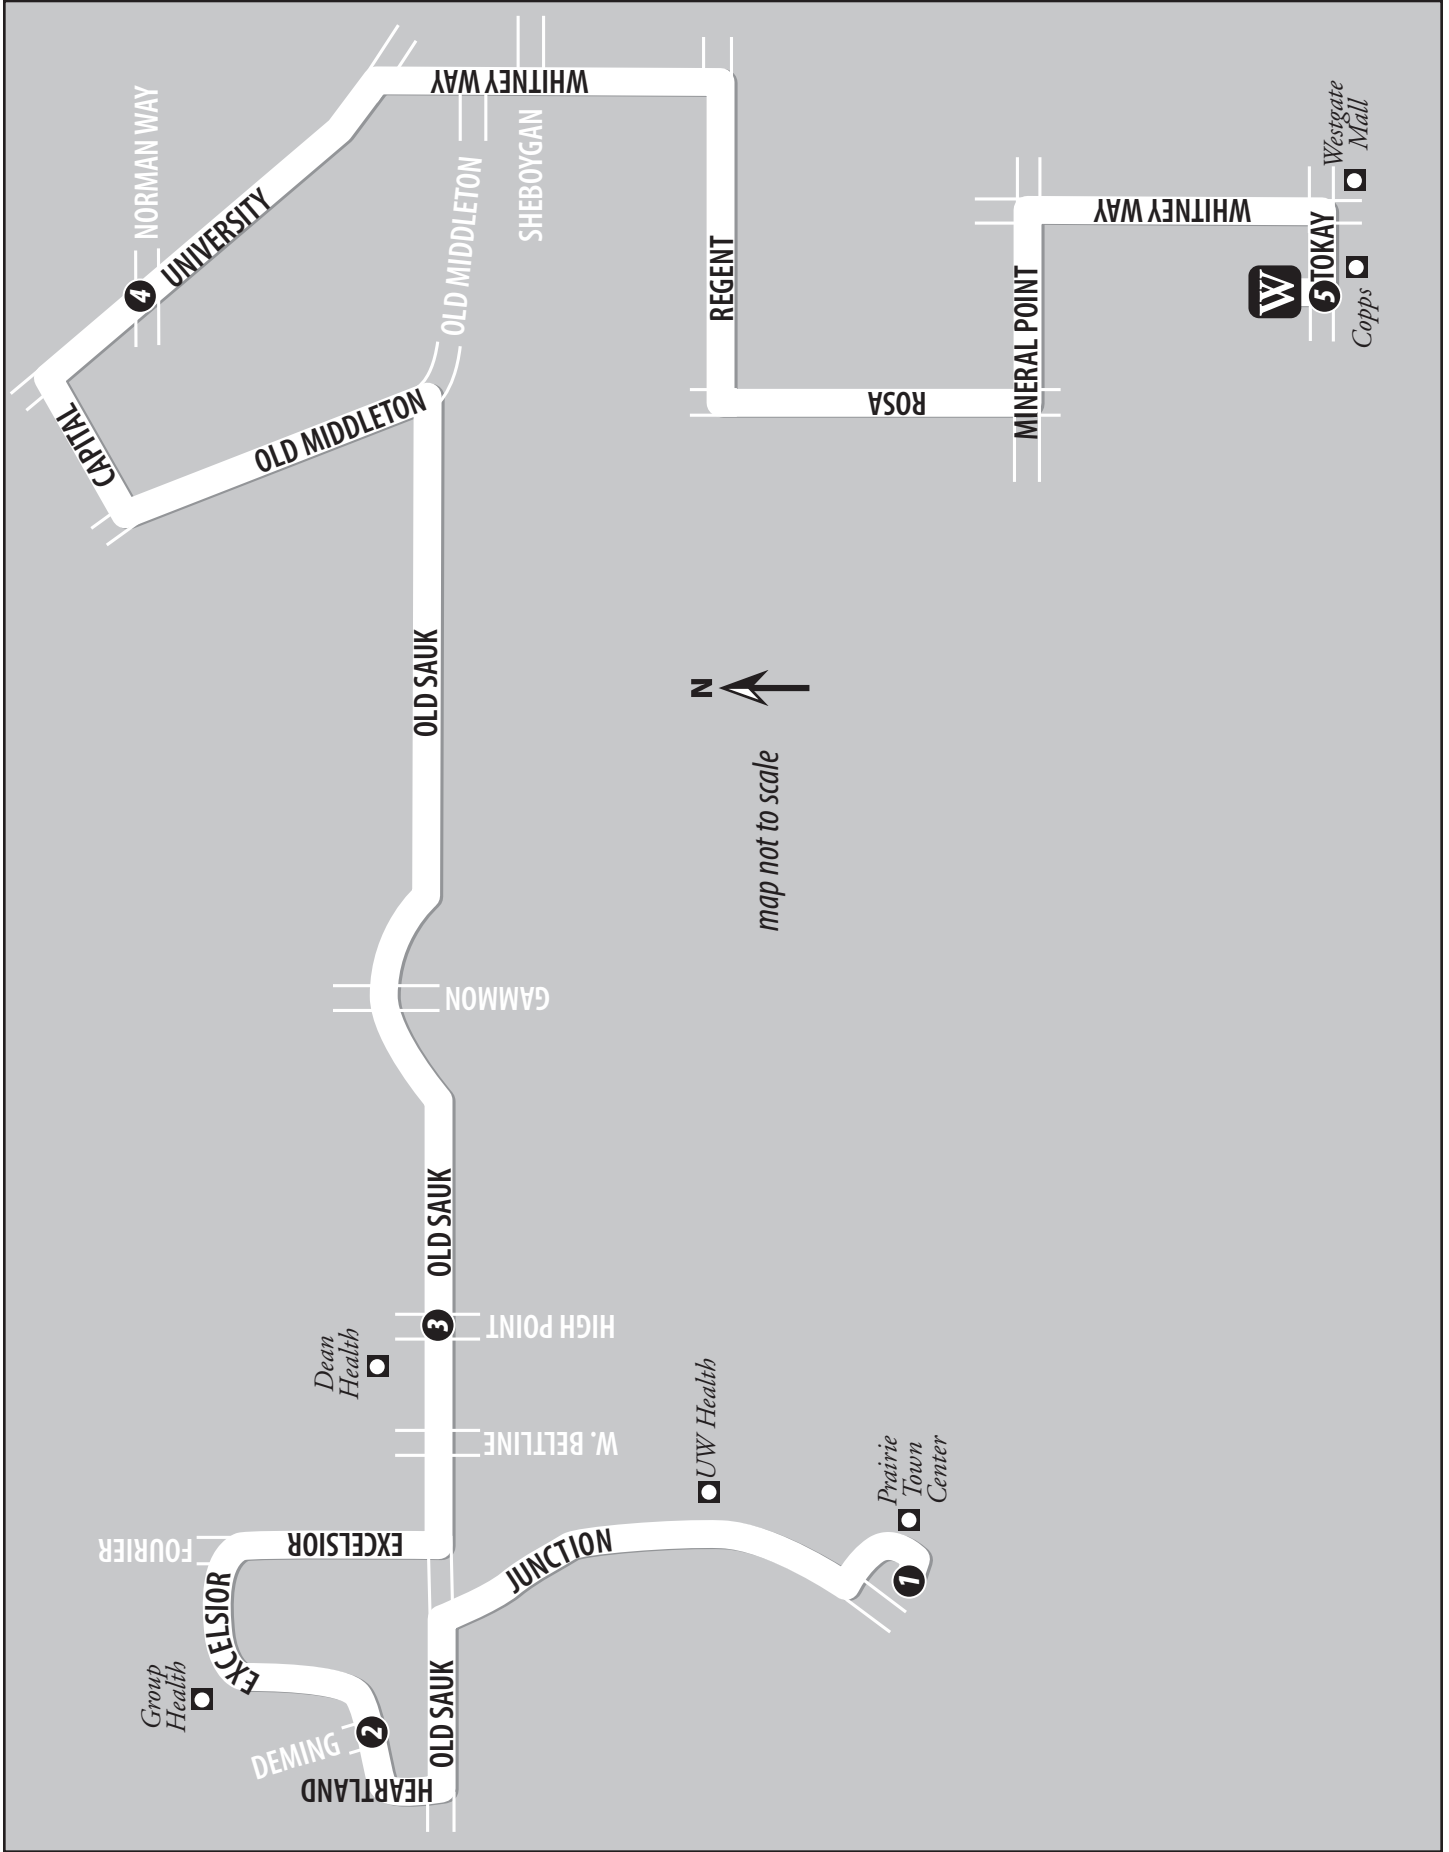 CAPITAL
UNIVERSITY
4
NORMAN WAY
OLD MIDDLETON
OLD MIDDLETON
WHITNEY WAY
SHEBOYGAN
FOURIER
EXCELSIOR
EXCELSIOR
Group
Health
DEMING
2
HEARTLAND
OLD SAUK
Dean
Health
W. BELTLINE
3
HIGH POINT
OLD SAUK
GAMMON
OLD SAUK
JUNCTION
UW Health
Prairie
Town
Center
1
N
map not to scale
REGENT
ROSA
MINERAL POINT
WHITNEY WAY
W
5
TOKAY
Copps
Westgate
Mall